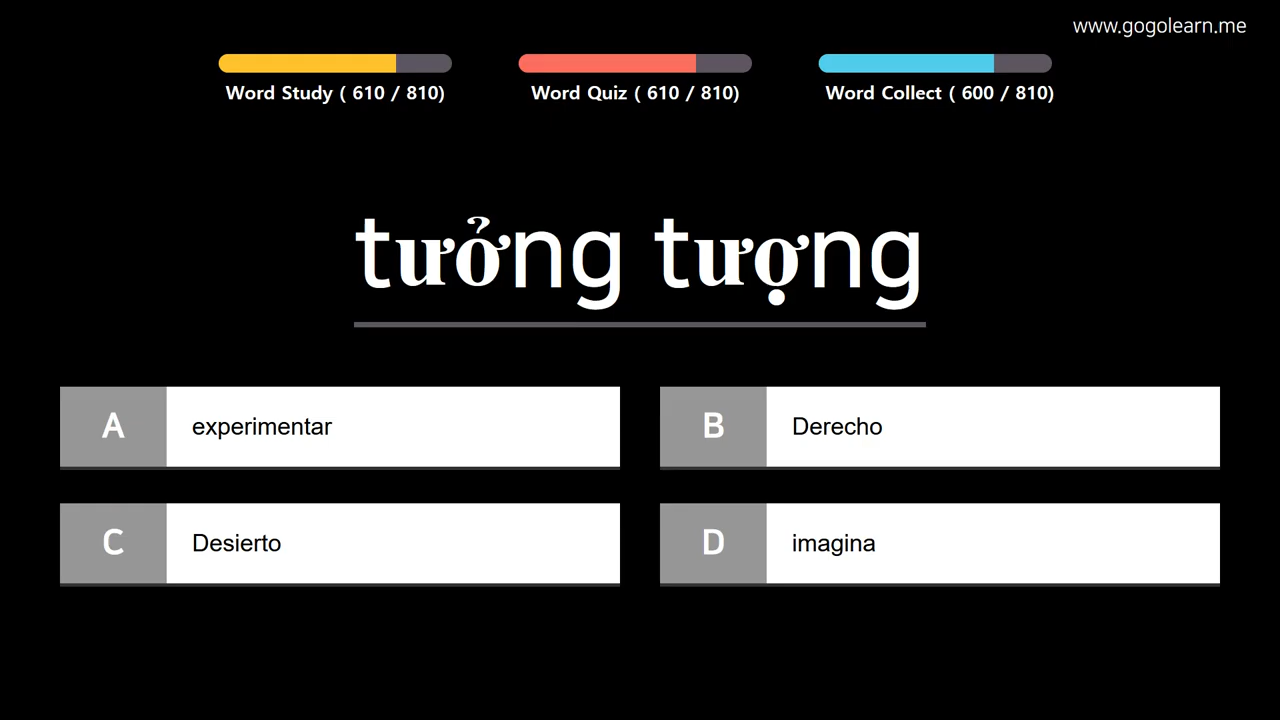 www.gogolearn.me
Word Study ( 610 / 810)
Word Quiz ( 610 / 810)
Word Collect ( 600 / 810)
tưởng tượng
A experimentar
B Derecho
C Desierto
D imagina